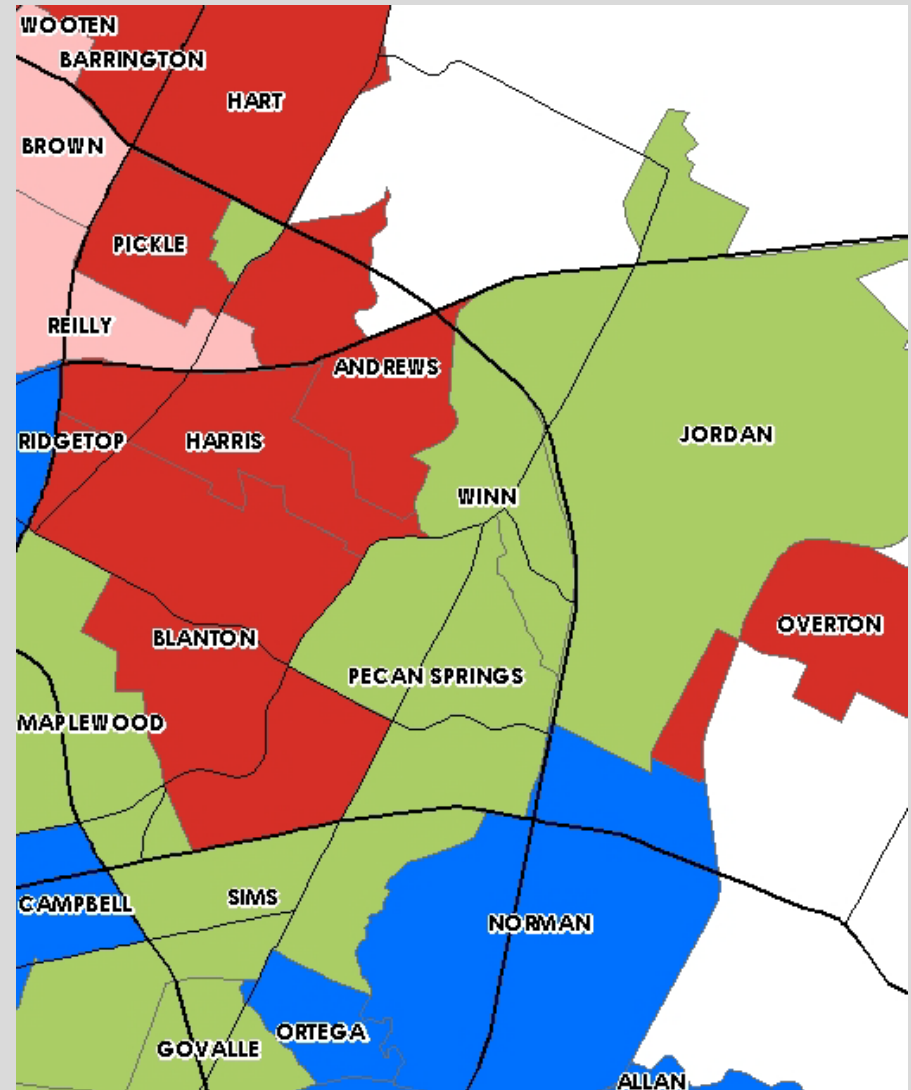 WOOTEN
BARRINGTON
HART
BROWN
PICKLE
REILLY
ANDREWS
RIDGETOP
HARRIS
JORDAN
WINN
OVERTON
BLANTON
PECAN SPRINGS
MAPLEWOOD
SIMS
CAMPBELL
NORMAN
ORTEGA
GOVALLE
ALLAN